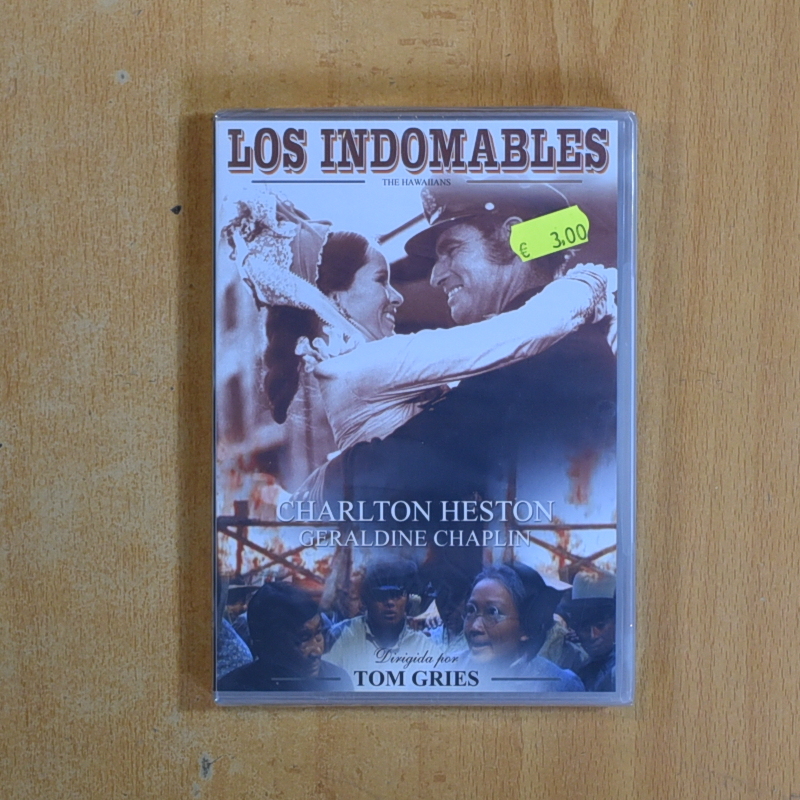 LOS INDOMABLES
THE HAWAIIANS
€ 3,00
CHARLTON HESTON
GERALDINE CHAPLIN
Dirigida por
TOM GRIES